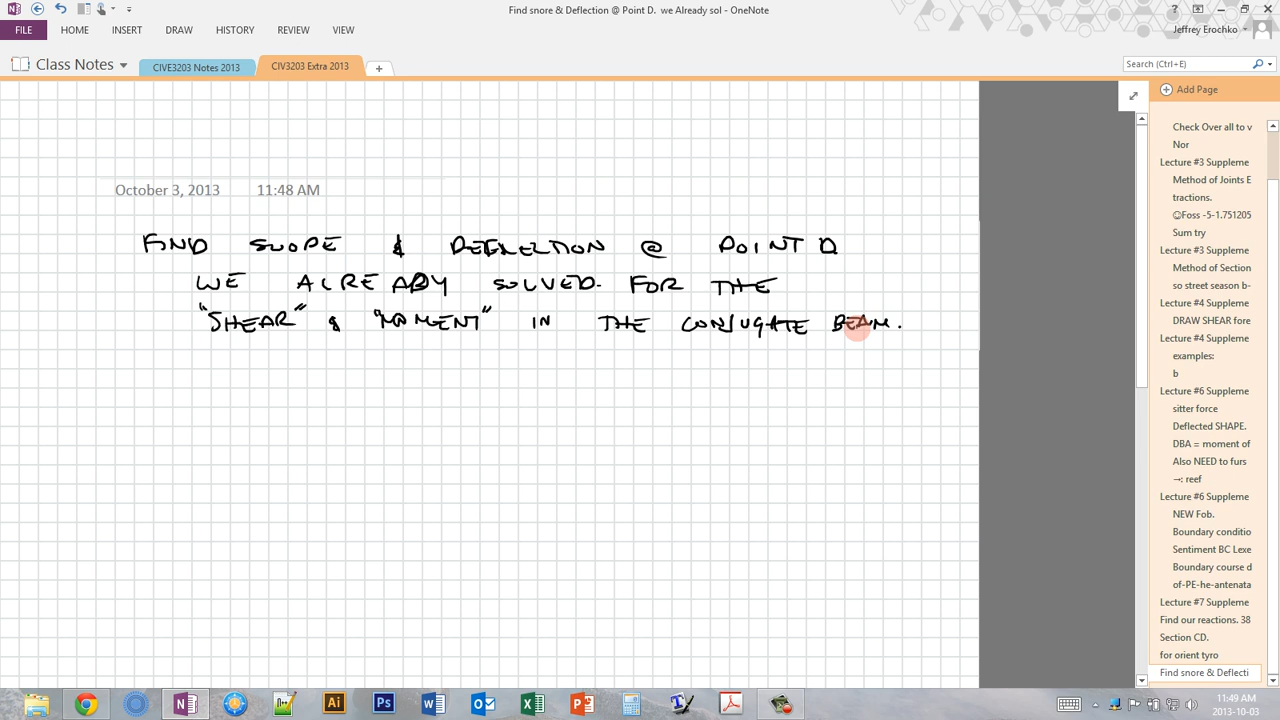 Find snore & Deflection @ Point D. we Already sol - OneNote
FILE HOME INSERT DRAW HISTORY REVIEW VIEW
Jeffrey Erochko
Class Notes
CIVE3203 Notes 2013
CIV3203 Extra 2013
Search (Ctrl+E)
Add Page
October 3, 2013 11:48 AM
FIND SLOPE & DEFLECTION @ POINT D
WE ALREADY SOLVED. FOR THE
"SHEAR" & "MOMENT" IN THE CONJUGATE BEAM.
Check Over all to v
Nor
Lecture #3 Suppleme
Method of Joints E
tractions.
☺Foss -5-1.751205
Sum try
Lecture #3 Suppleme
Method of Section
so street season b-
Lecture #4 Suppleme
DRAW SHEAR fore
Lecture #4 Suppleme
examples:
b
Lecture #6 Suppleme
sitter force
Deflected SHAPE.
DBA = moment of
Also NEED to furs
→: reef
Lecture #6 Suppleme
NEW Fob.
Boundary conditio
Sentiment BC Lexe
Boundary course d
of-PE-he-antenata
Lecture #7 Suppleme
Find our reactions. 38
Section CD.
for orient tyro
Find snore & Deflecti
11:49 AM
2013-10-03